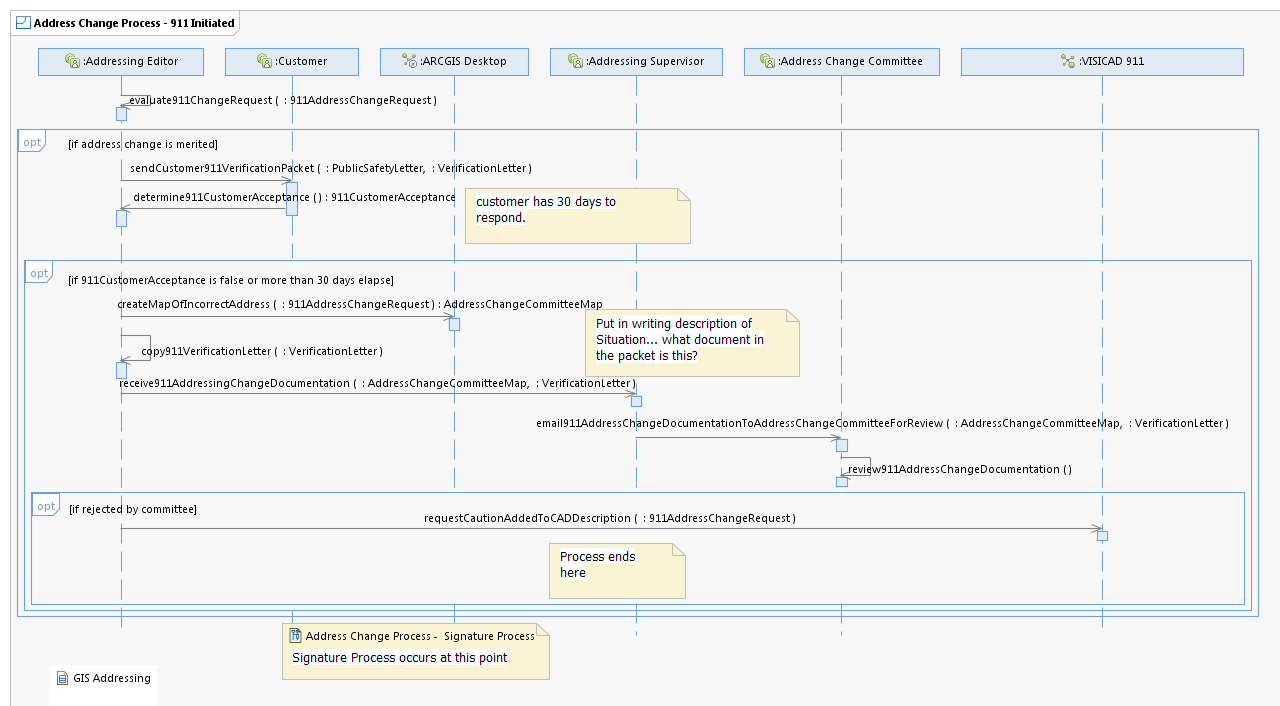 Address Change Process - 911 Initiated
:Addressing Editor
:Customer
:ARCGIS Desktop
:Addressing Supervisor
:Address Change Committee
:VISICAD 911
evaluate911ChangeRequest ( : 911AddressChangeRequest )
opt
[if address change is merited]
sendCustomer911VerificationPacket ( : PublicSafetyLetter, : VerificationLetter )
determine911CustomerAcceptance ( ) : 911CustomerAcceptance
customer has 30 days to
respond.
opt
[if 911CustomerAcceptance is false or more than 30 days elapse]
createMapOfIncorrectAddress ( : 911AddressChangeRequest ) : AddressChangeCommitteeMap
Put in writing description of
Situation... what document in
the packet is this?
copy911VerificationLetter ( : VerificationLetter )
receive911AddressingChangeDocumentation ( : AddressChangeCommitteeMap, : VerificationLetter )
email911AddressChangeDocumentationToAddressChangeCommitteeForReview ( : AddressChangeCommitteeMap, : VerificationLetter )
review911AddressChangeDocumentation ( )
opt
[if rejected by committee]
requestCautionAddedToCADDescription ( : 911AddressChangeRequest )
Process ends
here
Address Change Process - Signature Process
Signature Process occurs at this point
GIS Addressing